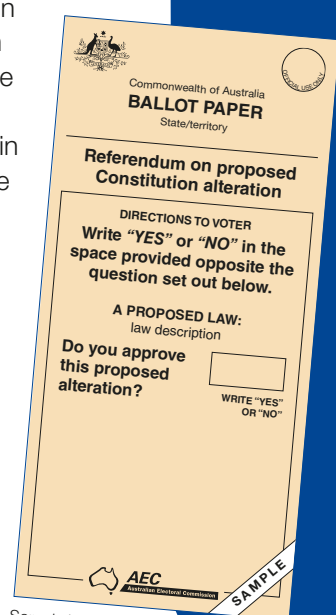 n
n
e
in
e
OFFICIAL USE ONLY
Commonwealth of Australia
BALLOT PAPER
State/territory
Referendum on proposed
Constitution alteration
DIRECTIONS TO VOTER
Write “YES” or “NO” in the
space provided opposite the
question set out below.
A PROPOSED LAW:
law description
Do you approve
this proposed
alteration?
WRITE “YES”
OR “NO”
AEC
Australian Electoral Commission
SAMPLE